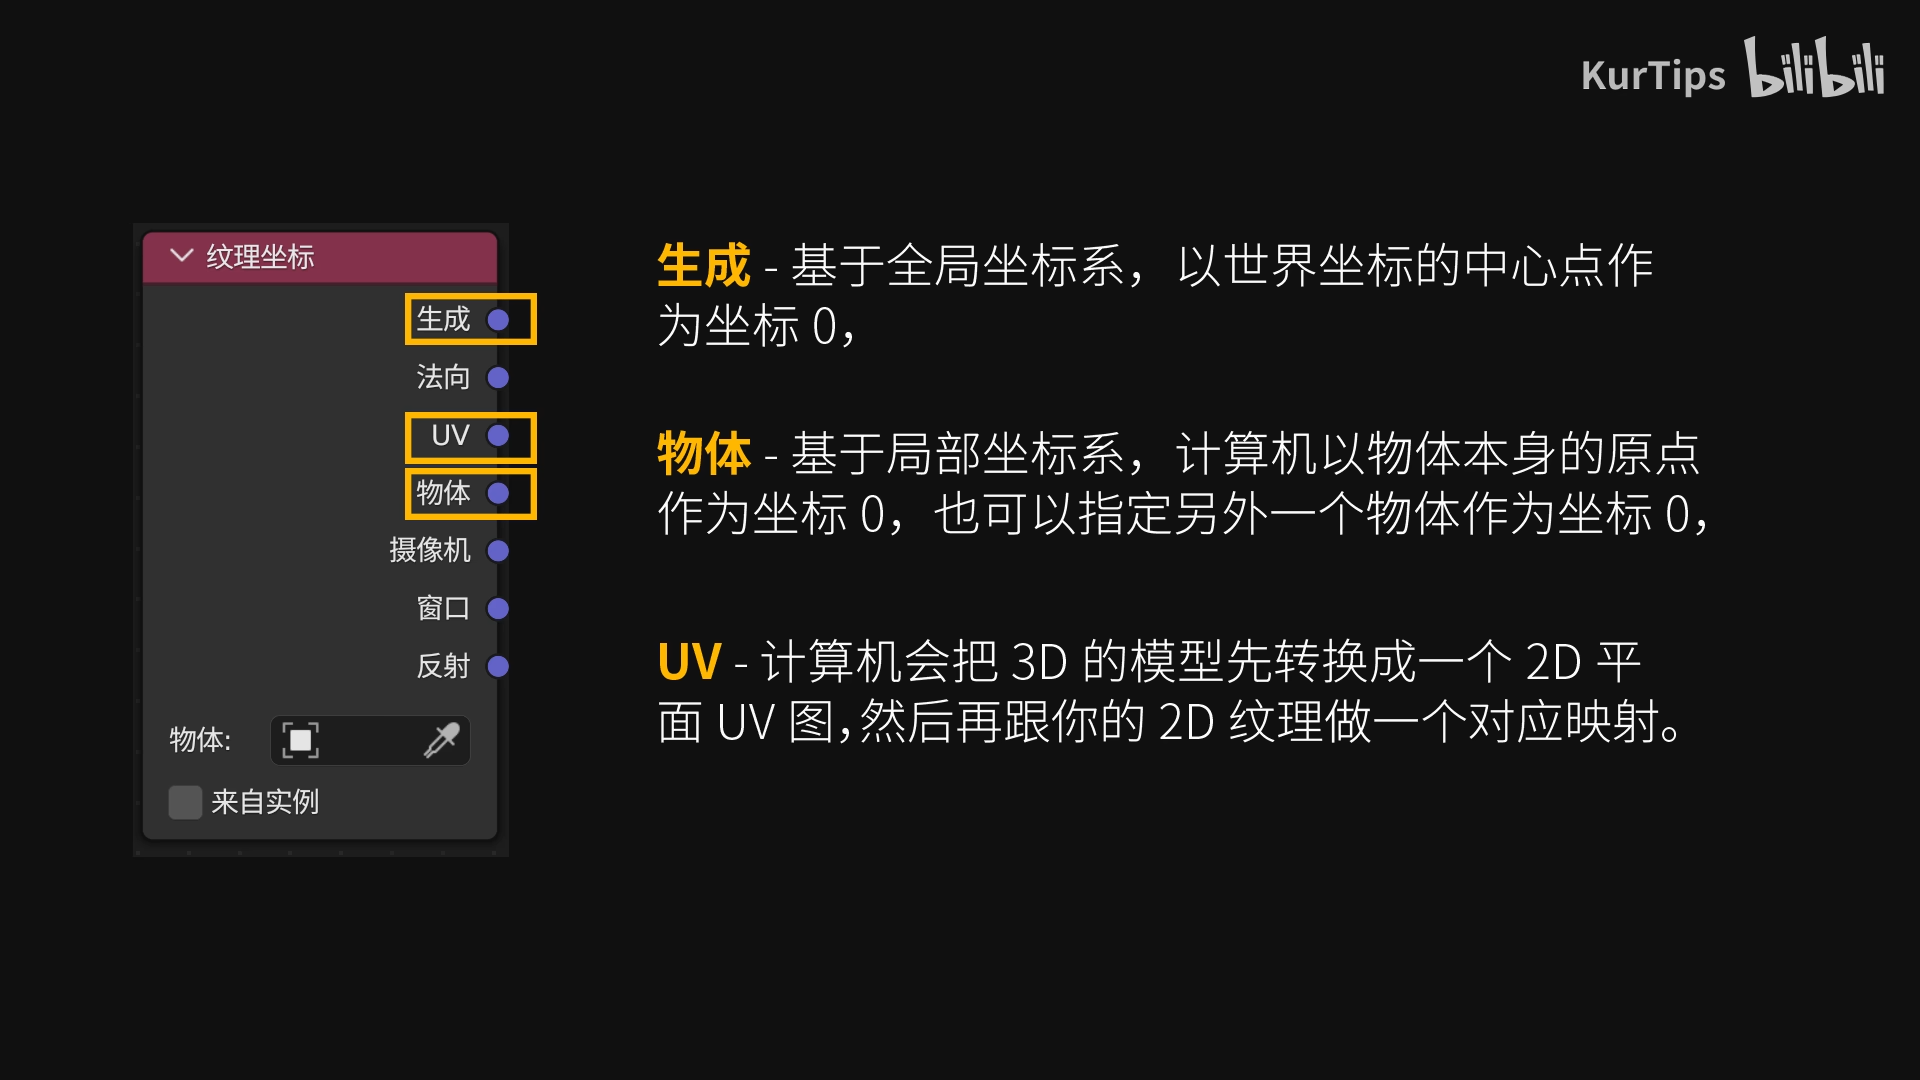 KurTips bilibili
纹理坐标
生成
法向
UV
物体
摄像机
窗口
反射
物体:
来自实例
生成 - 基于全局坐标系，以世界坐标的中心点作
为坐标 0，
物体 - 基于局部坐标系，计算机以物体本身的原点
作为坐标 0，也可以指定另外一个物体作为坐标 0，
UV - 计算机会把 3D 的模型先转换成一个 2D 平
面 UV 图，然后再跟你的 2D 纹理做一个对应映射。